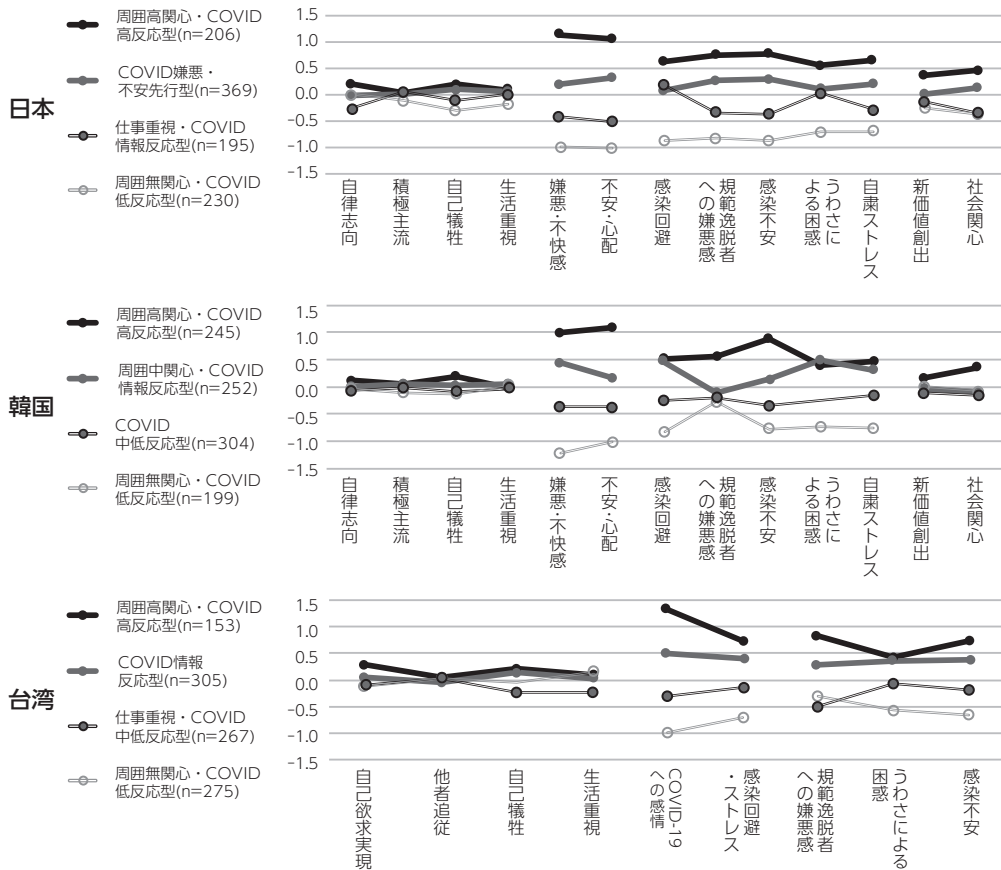 日本
周囲高関心・COVID
高反応型(n=206)
COVID嫌悪・
不安先行型(n=369)
仕事重視・COVID
情報反応型(n=195)
周囲無関心・COVID
低反応型(n=230)
1.5
1.0
0.5
0.0
−0.5
−1.0
−1.5
自律志向
積極主流
自己犠牲
生活重視
嫌悪・不快感
不安・心配
感染回避
規範逸脱者
への嫌悪感
感染不安
うわさに
よる困惑
自粛ストレス
新価値創出
社会関心
韓国
周囲高関心・COVID
高反応型(n=245)
周囲中関心・COVID
情報反応型(n=252)
COVID
中低反応型(n=304)
周囲無関心・COVID
低反応型(n=199)
1.5
1.0
0.5
0.0
−0.5
−1.0
−1.5
自律志向
積極主流
自己犠牲
生活重視
嫌悪・不快感
不安・心配
感染回避
規範逸脱者
への嫌悪感
感染不安
うわさに
よる困惑
自粛ストレス
新価値創出
社会関心
台湾
周囲高関心・COVID
高反応型(n=153)
COVID情報
反応型(n=305)
仕事重視・COVID
中低反応型(n=267)
周囲無関心・COVID
低反応型(n=275)
1.5
1.0
0.5
0.0
−0.5
−1.0
−1.5
自己欲求実現
他者追従
自己犠牲
生活重視
COVID-19
への感情
感染回避
・ストレス
規範逸脱者
への嫌悪感
うわさによる
困惑
感染不安